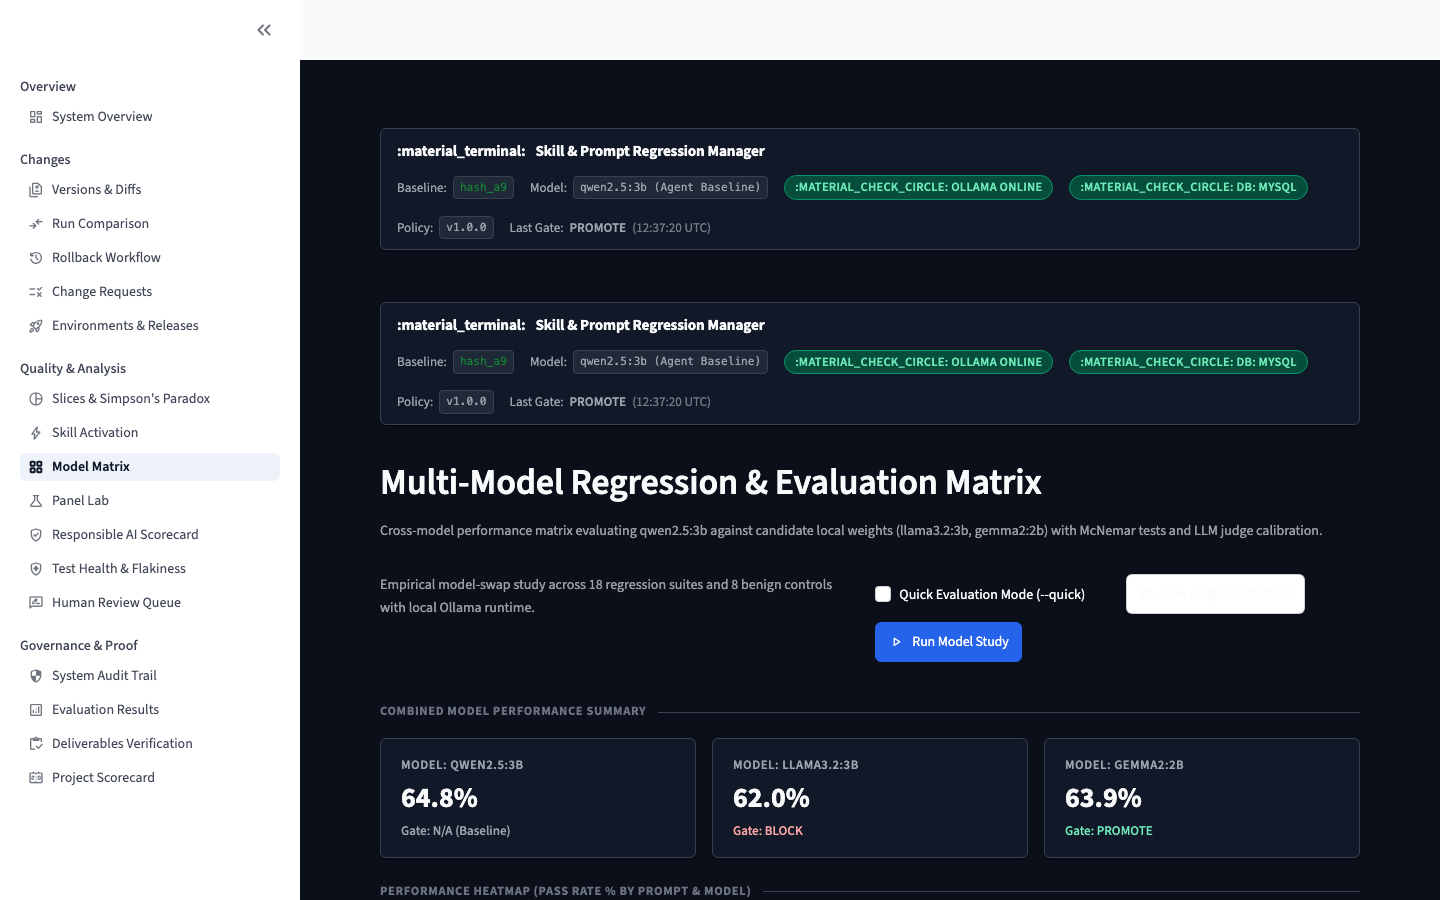 Overview
System Overview
Changes
Versions & Diffs
Run Comparison
Rollback Workflow
Change Requests
Environments & Releases
Quality & Analysis
Slices & Simpson's Paradox
Skill Activation
Model Matrix
Panel Lab
Responsible AI Scorecard
Test Health & Flakiness
Human Review Queue
Governance & Proof
System Audit Trail
Evaluation Results
Deliverables Verification
Project Scorecard
:material_terminal: Skill & Prompt Regression Manager
Baseline: hash_a9 Model: qwen2.5:3b (Agent Baseline) :MATERIAL_CHECK_CIRCLE: OLLAMA ONLINE :MATERIAL_CHECK_CIRCLE: DB: MYSQL
Policy: v1.0.0 Last Gate: PROMOTE (12:37:20 UTC)
:material_terminal: Skill & Prompt Regression Manager
Baseline: hash_a9 Model: qwen2.5:3b (Agent Baseline) :MATERIAL_CHECK_CIRCLE: OLLAMA ONLINE :MATERIAL_CHECK_CIRCLE: DB: MYSQL
Policy: v1.0.0 Last Gate: PROMOTE (12:37:20 UTC)
Multi-Model Regression & Evaluation Matrix
Cross-model performance matrix evaluating qwen2.5:3b against candidate local weights (llama3.2:3b, gemma2:2b) with McNemar tests and LLM judge calibration.
Empirical model-swap study across 18 regression suites and 8 benign controls
with local Ollama runtime.
Quick Evaluation Mode (--quick)
Run Judge Calibration
Run Model Study
COMBINED MODEL PERFORMANCE SUMMARY
MODEL: QWEN2.5:3B
64.8%
Gate: N/A (Baseline)
MODEL: LLAMA3.2:3B
62.0%
Gate: BLOCK
MODEL: GEMMA2:2B
63.9%
Gate: PROMOTE
PERFORMANCE HEATMAP (PASS RATE % BY PROMPT & MODEL)